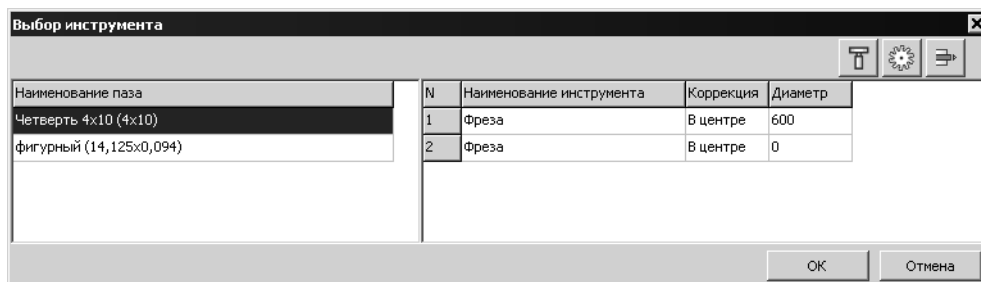 Выбор инструмента
Наименование паза
Четверть 4x10 (4x10)
фигурный (14,125x0,094)
N Наименование инструмента Коррекция Диаметр
1 Фреза В центре 600
2 Фреза В центре 0
ОК Отмена